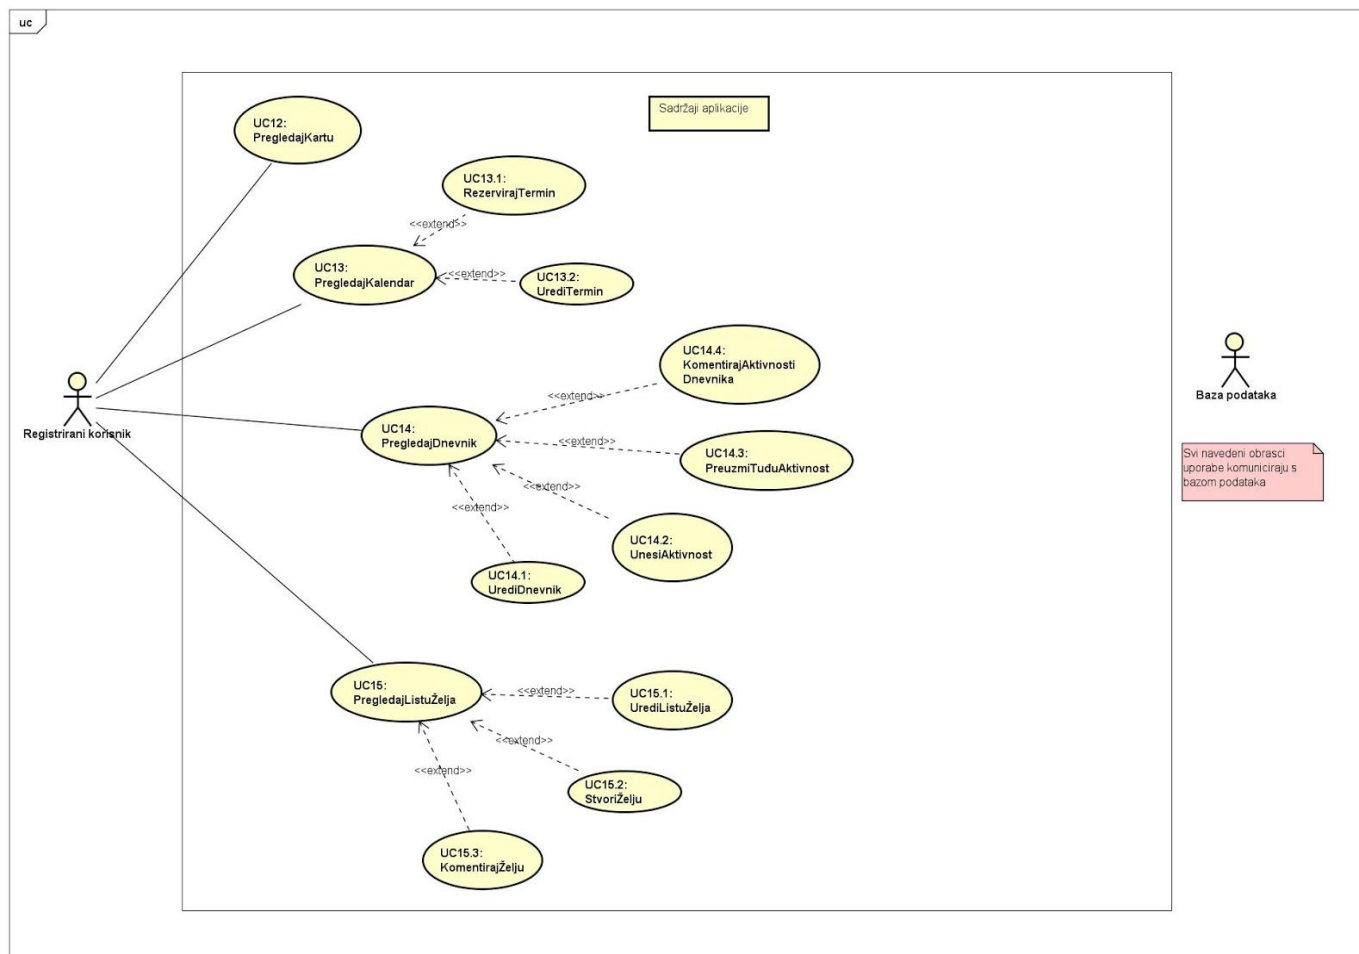 uc
Sadržaji aplikacije
UC12:
PregledajKartu
UC13.1:
RezervirajTermin
<<extend>>
UC13:
PregledajKalendar
<<extend>>
UC13.2:
UrediTermin
UC14.4:
KomentirajAktivnosti
Dnevnika
<<extend>>
Registrirani korisnik
Baza podataka
UC14:
PregledajDnevnik
<<extend>>
UC14.3:
PreuzmiTuđuAktivnost
Svi navedeni obrasci
uporabe komuniciraju s
bazom podataka
<<extend>>
<<extend>>
UC14.2:
UnesiAktivnost
UC14.1:
UrediDnevnik
UC15:
PregledajListuŽelja
<<extend>>
UC15.1:
UrediListuŽelja
<<extend>>
<<extend>>
UC15.2:
StvoriŽelju
UC15.3:
KomentirajŽelju